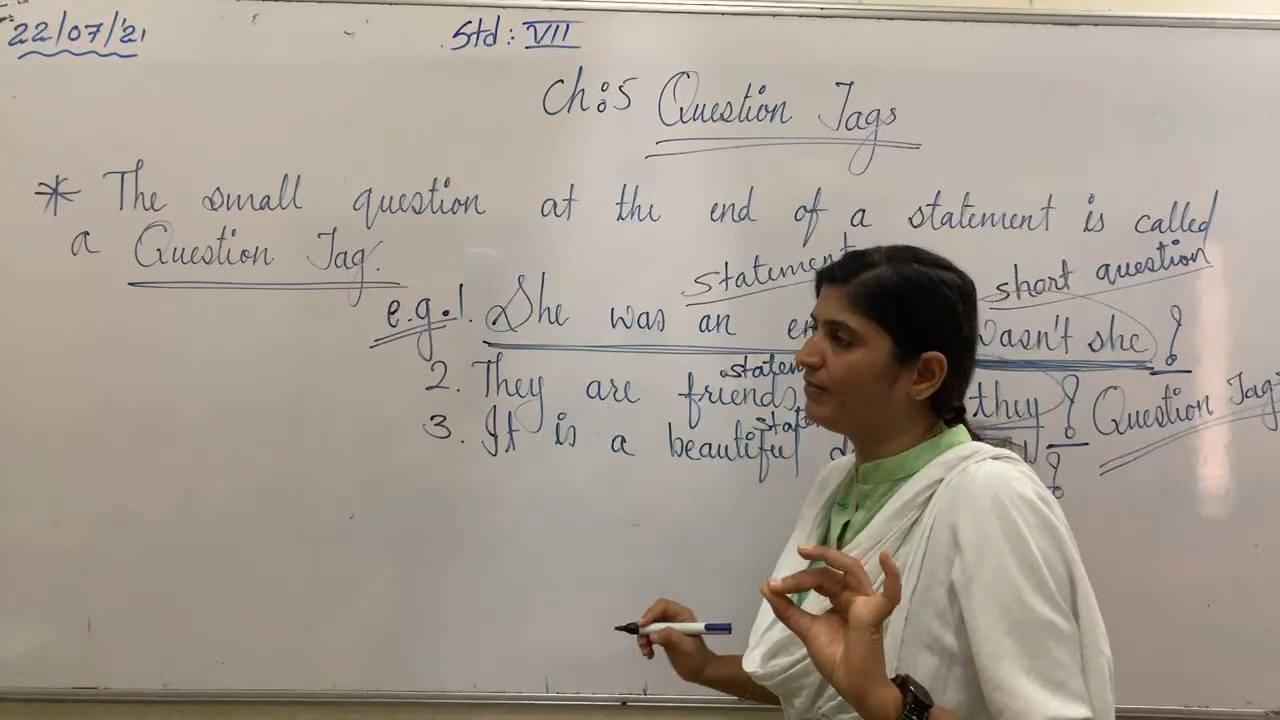 22/07/21
Std: VII
Ch:5 Question Tags
* The small question at the end of a statement is called
a Question Tag.
statement short question
e.g. 1. She was an wasn't she ?
statem
2. They are friends, they ? Question Tag
3. It is a beautiful ?